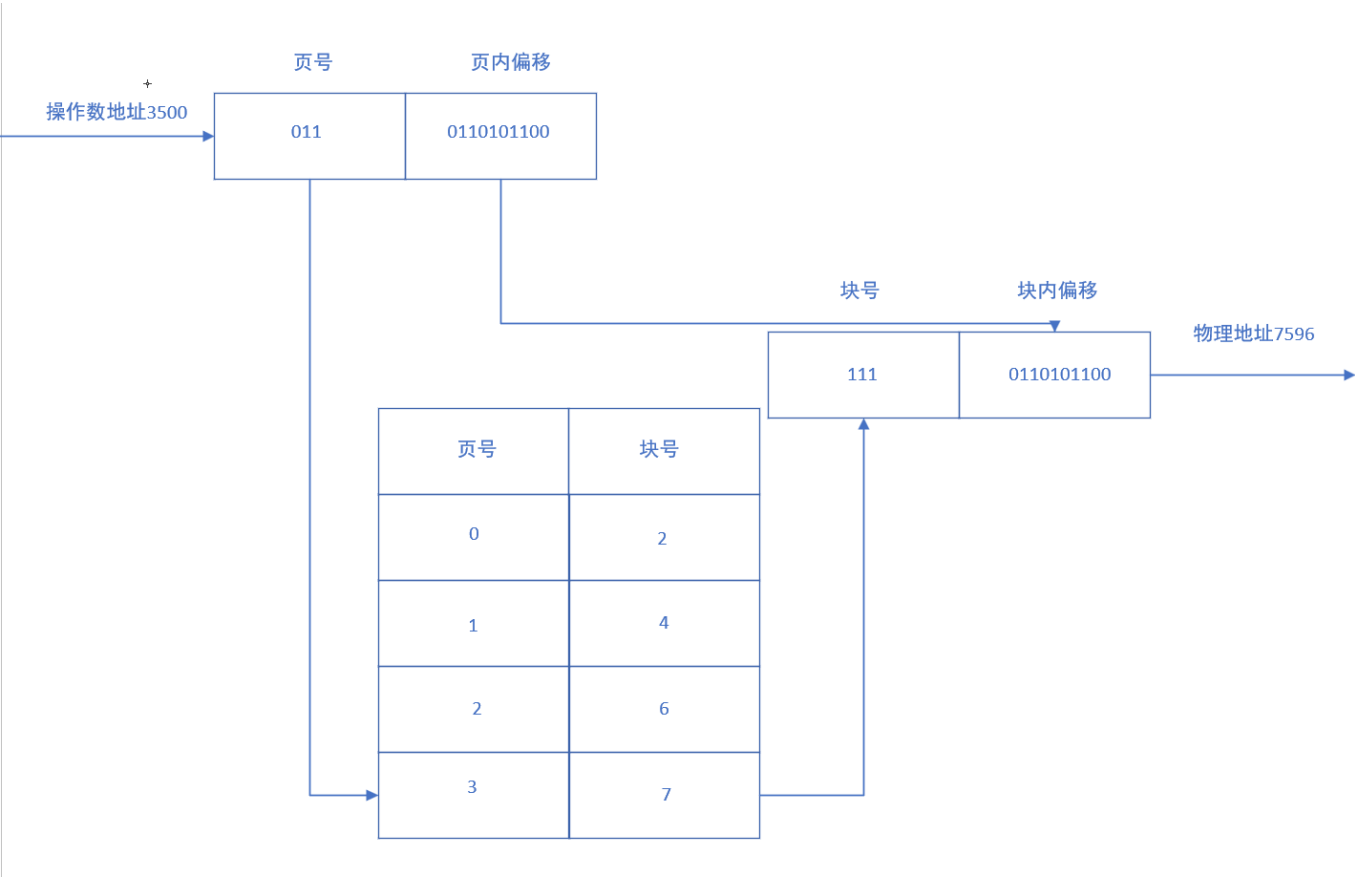 页号 页内偏移
操作数地址3500
011 0110101100
块号 块内偏移
物理地址7596
111 0110101100
页号 块号
0 2
1 4
2 6
3 7